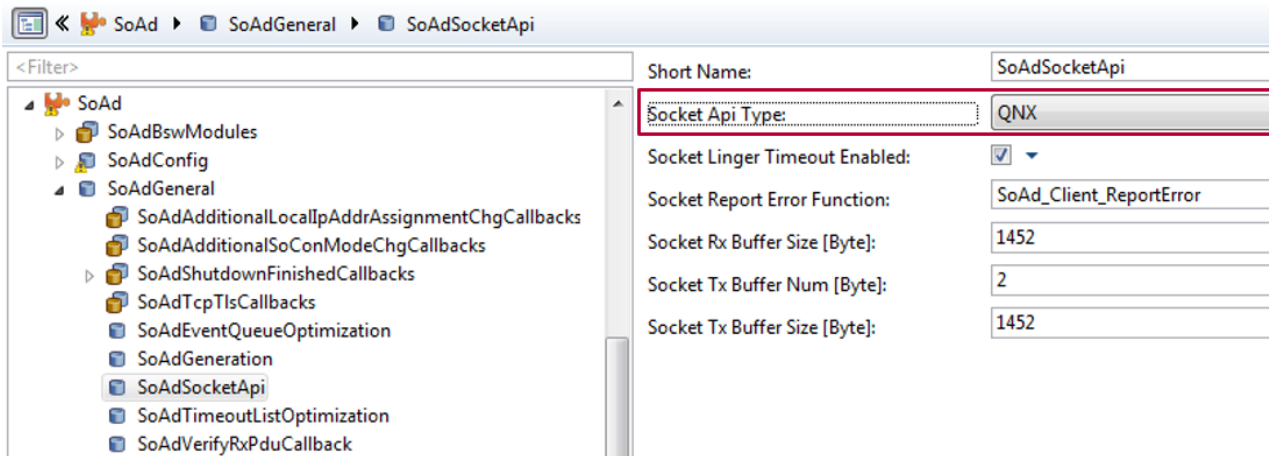 SoAd SoAdGeneral SoAdSocketApi
<Filter>
SoAd
SoAdBswModules
SoAdConfig
SoAdGeneral
SoAdAdditionalLocalIpAddrAssignmentChgCallbacks
SoAdAdditionalSoConModeChgCallbacks
SoAdShutdownFinishedCallbacks
SoAdTcpTlsCallbacks
SoAdEventQueueOptimization
SoAdGeneration
SoAdSocketApi
SoAdTimeoutListOptimization
SoAdVerifyRxPduCallback
Short Name: SoAdSocketApi
Socket Api Type: QNX
Socket Linger Timeout Enabled:
Socket Report Error Function: SoAd_Client_ReportError
Socket Rx Buffer Size [Byte]: 1452
Socket Tx Buffer Num [Byte]: 2
Socket Tx Buffer Size [Byte]: 1452